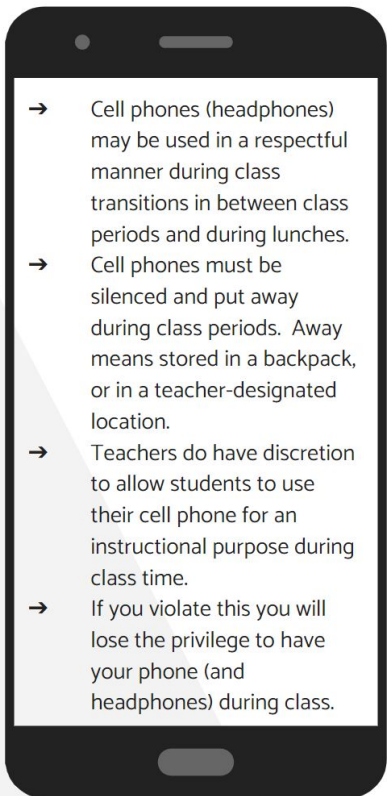 → Cell phones (headphones)
may be used in a respectful
manner during class
transitions in between class
periods and during lunches.
→ Cell phones must be
silenced and put away
during class periods.  Away
means stored in a backpack,
or in a teacher-designated
location.
→ Teachers do have discretion
to allow students to use
their cell phone for an
instructional purpose during
class time.
→ If you violate this you will
lose the privilege to have
your phone (and
headphones) during class.